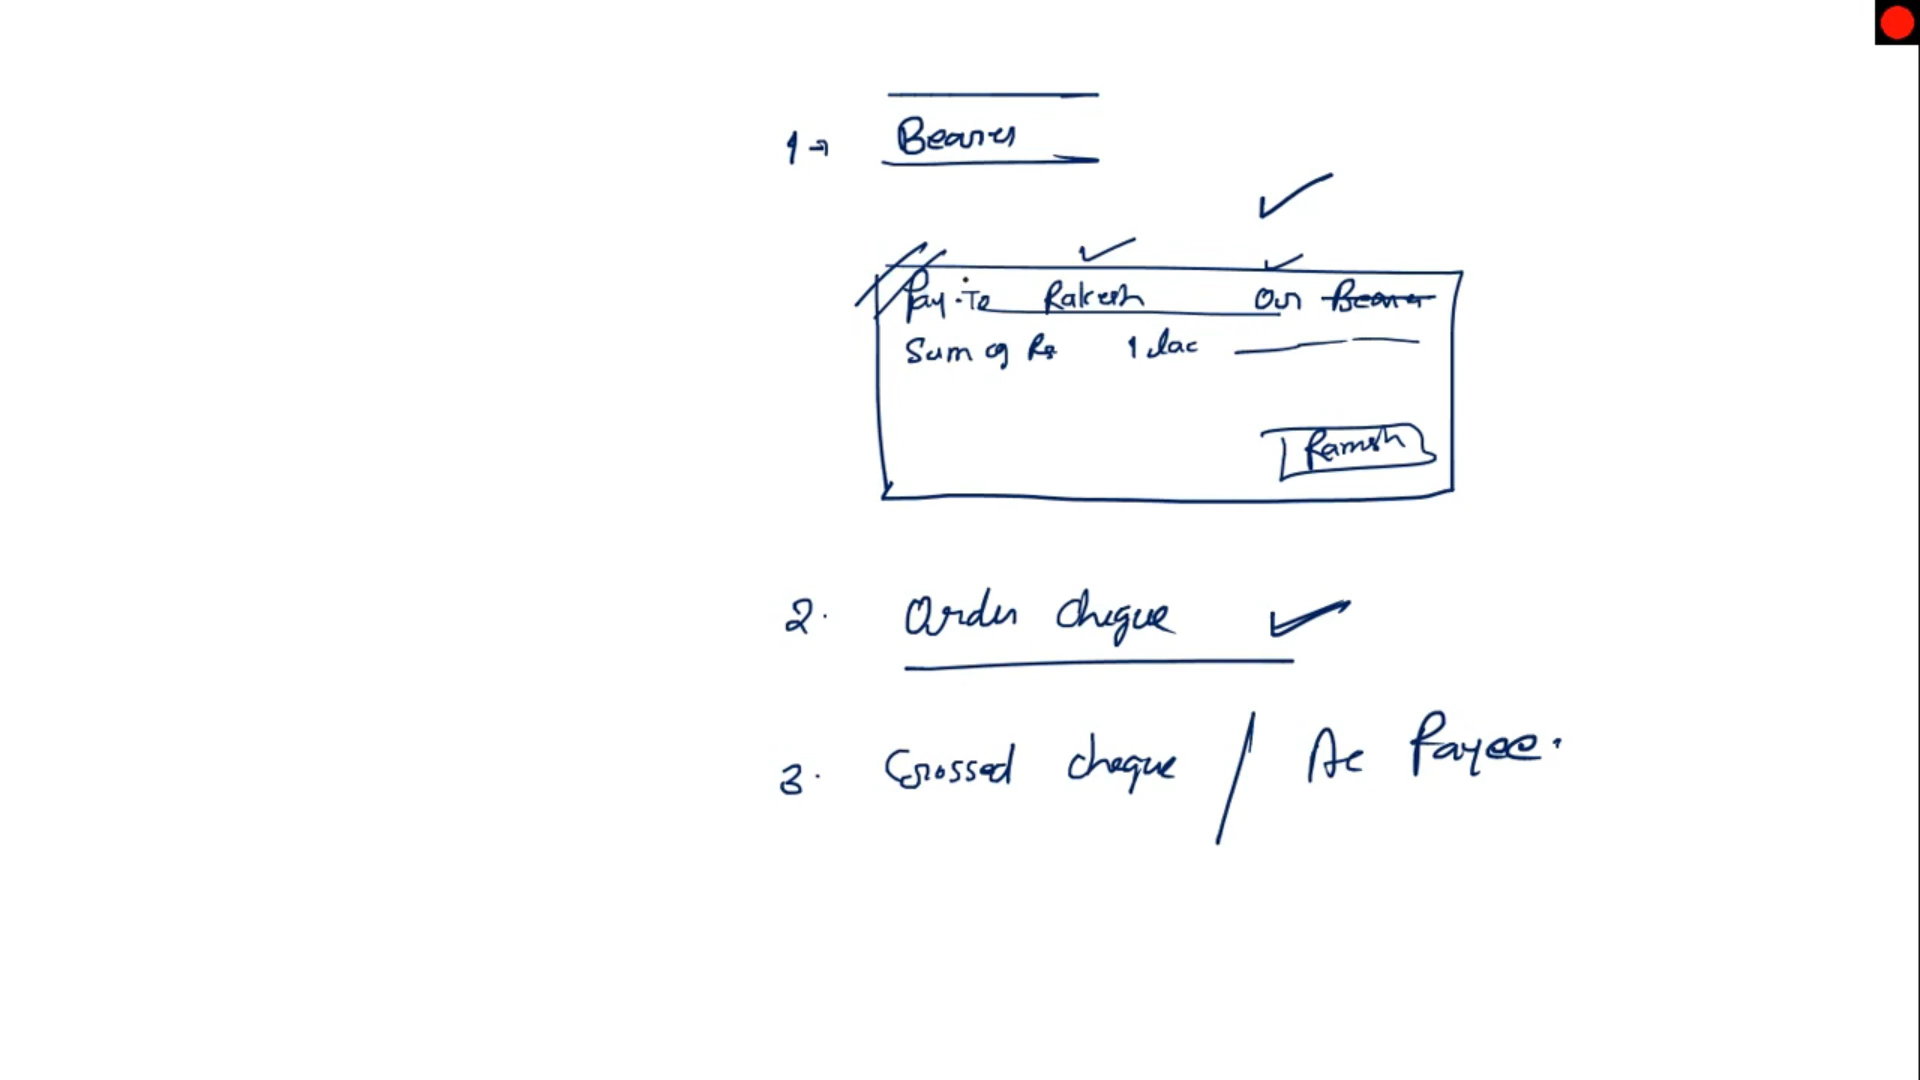 1→ Bearer
Pay to Rakesh Or Bearer
Sum of Rs 1 lac
Ramesh
2. Order Cheque
3. Crossed cheque / Ac Payee.